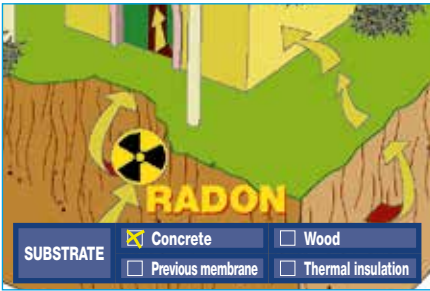 RADON
SUBSTRATE
Concrete
Wood
Previous membrane
Thermal insulation